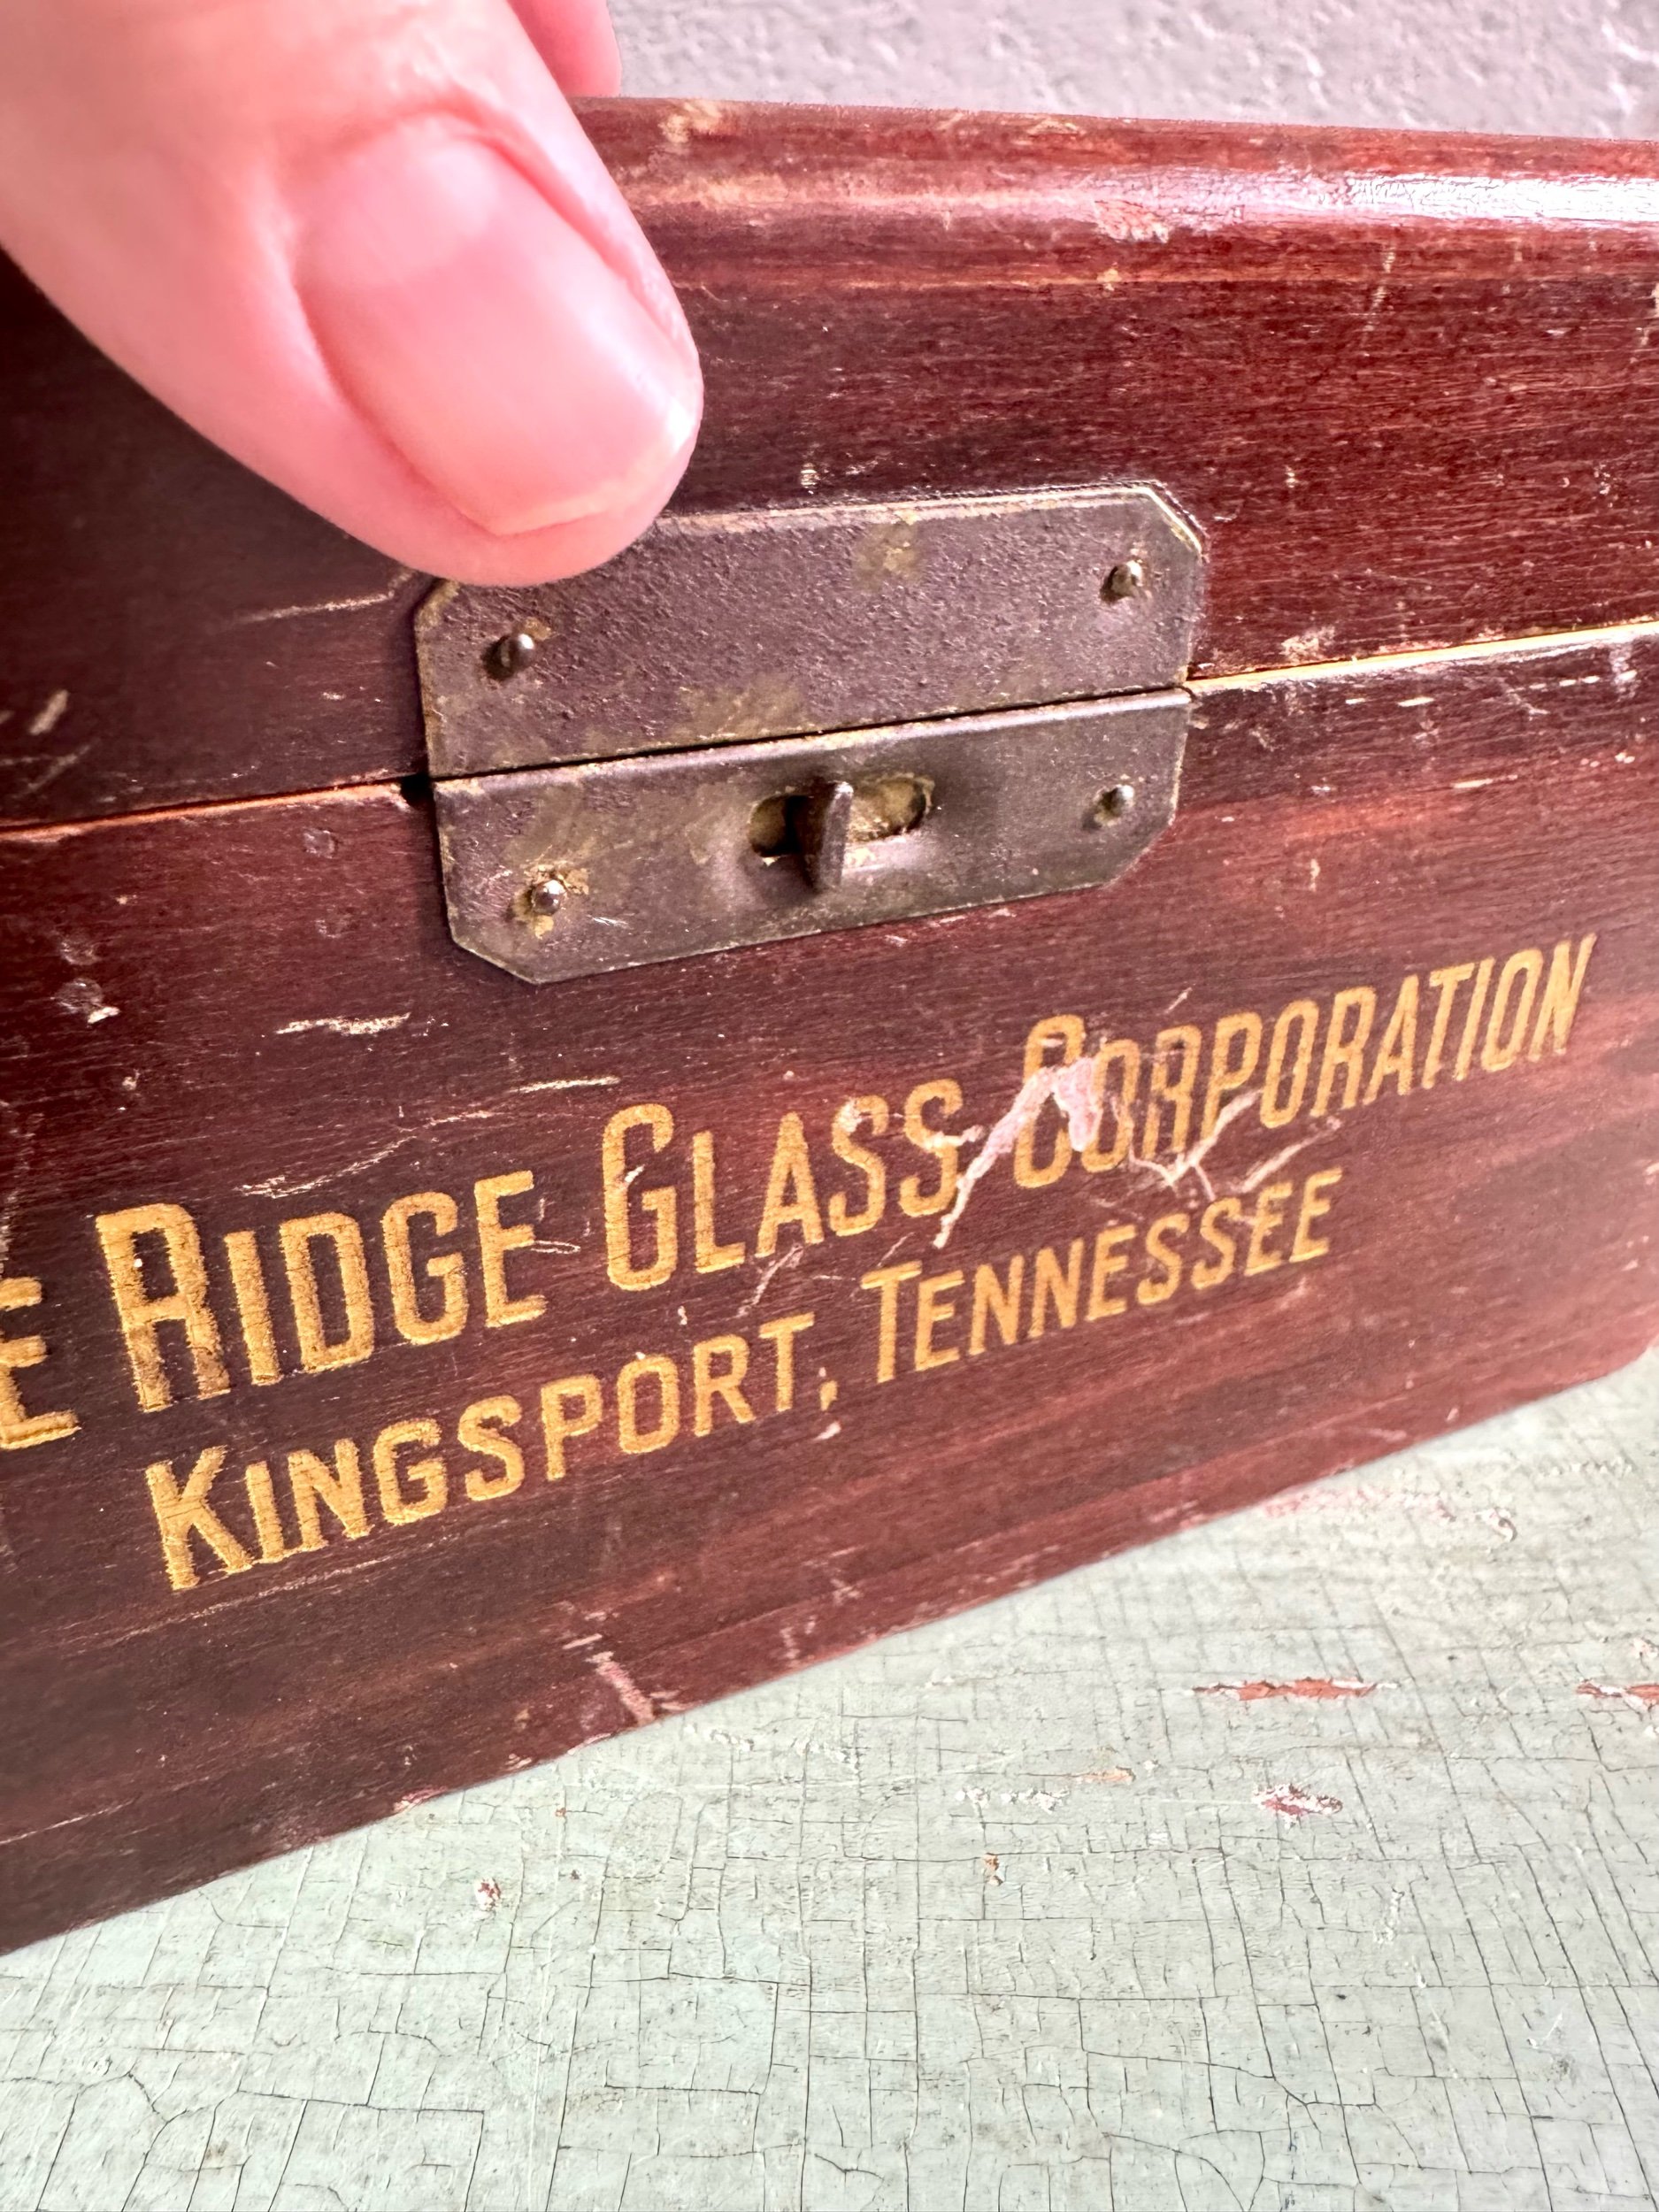 E RIDGE GLASS CORPORATION
KINGSPORT, TENNESSEE